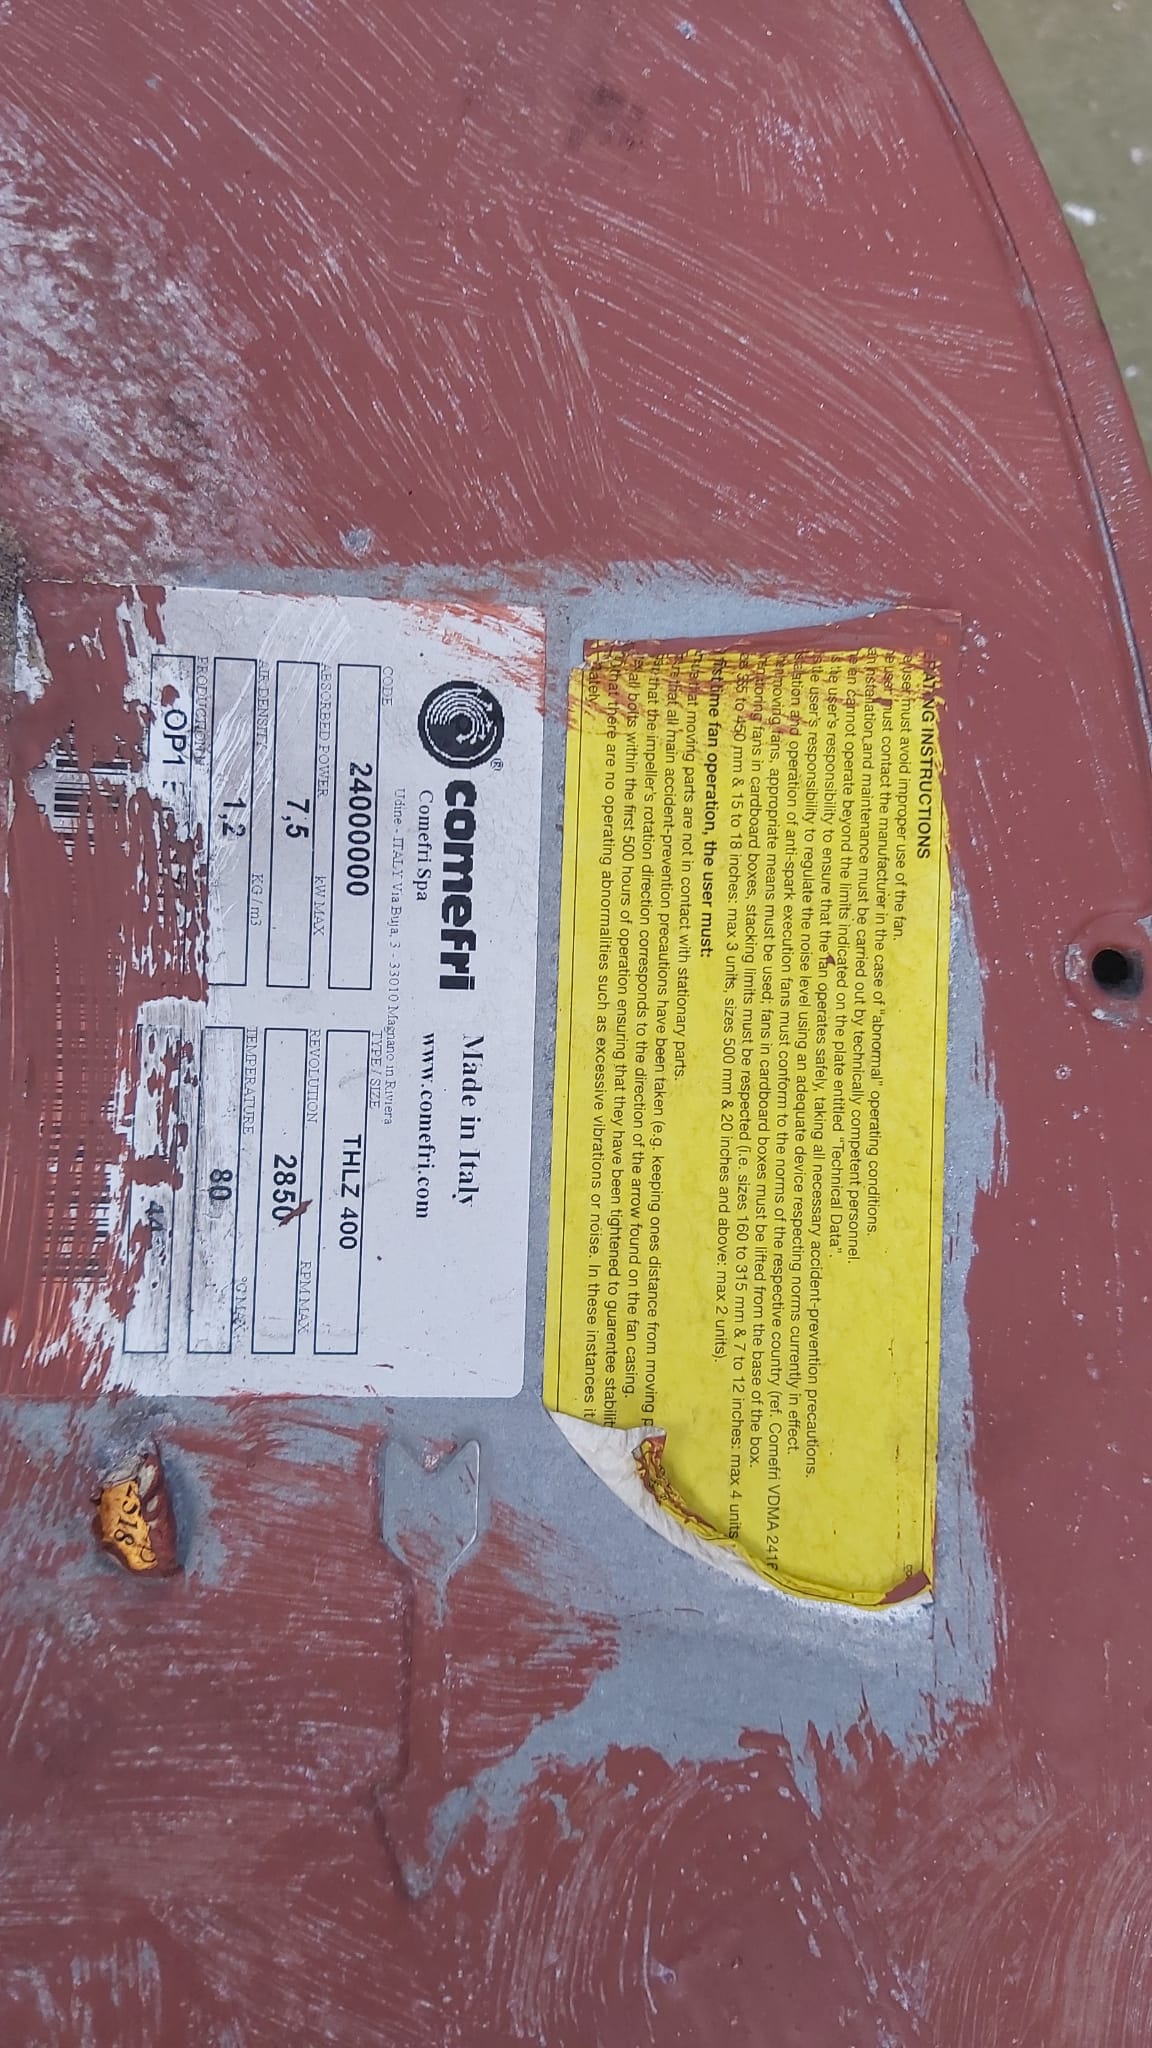 INSTRUCTIONS
user must avoid improper use of the fan.
user must contact the manufacturer in the case of "abnormal" operating conditions.
installation and maintenance must be carried out by technically competent personnel.
fan cannot operate beyond the limits indicated on the plate entitled "Technical Data".
the user's responsibility to ensure that the fan operates safely, taking all necessary accident-prevention precautions.
the user's responsibility to regulate the noise level using an adequate device respecting norms currently in effect.
and operation of anti-spark execution fans must conform to the norms of the respective country (ref. Comefri VDMA
moving fans, appropriate means must be used; fans in cardboard boxes must be lifted from the base of the box.
fans in cardboard boxes, stacking limits must be respected (i.e. sizes 160 to 315 mm & 7 to 12 inches: max 4 units
to 450 mm & 15 to 18 inches: max 3 units, sizes 500 mm & 20 inches and above: max 2 units).
first time fan operation, the user must:
that moving parts are not in contact with stationary parts.
that all main accident-prevention precautions have been taken (e.g. keeping ones distance from moving
that the impeller's rotation direction corresponds to the direction of the arrow found on the fan casing.
all bolts within the first 500 hours of operation ensuring that they have been tightened to guarentee
that there are no operating abnormalities such as excessive vibrations or noise. In these instances it
comefri® Made in Italy
Comefri Spa www.comefri.com
Udine - ITALY Via Buja, 3 - 33010 Magnano in Riviera
CODE TYPE / SIZE
2400000 THLZ 400
ABSORBED POWER kW MAX REVOLUTION RPM MAX
7,5 2850
AIR DENSITY KG / m3 TEMPERATURE °C MAX
1,2 80
PRODUCTION
OP1